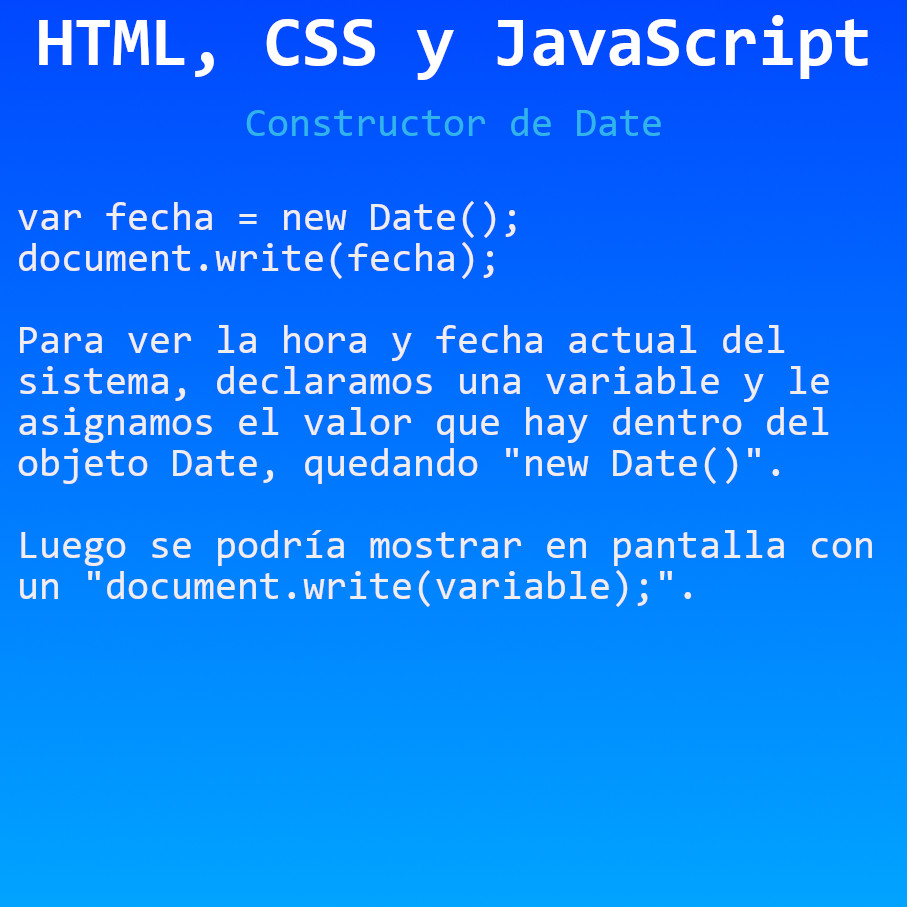 HTML, CSS y JavaScript
Constructor de Date
var fecha = new Date();
document.write(fecha);
Para ver la hora y fecha actual del
sistema, declaramos una variable y le
asignamos el valor que hay dentro del
objeto Date, quedando "new Date()".
Luego se podría mostrar en pantalla con
un "document.write(variable);".